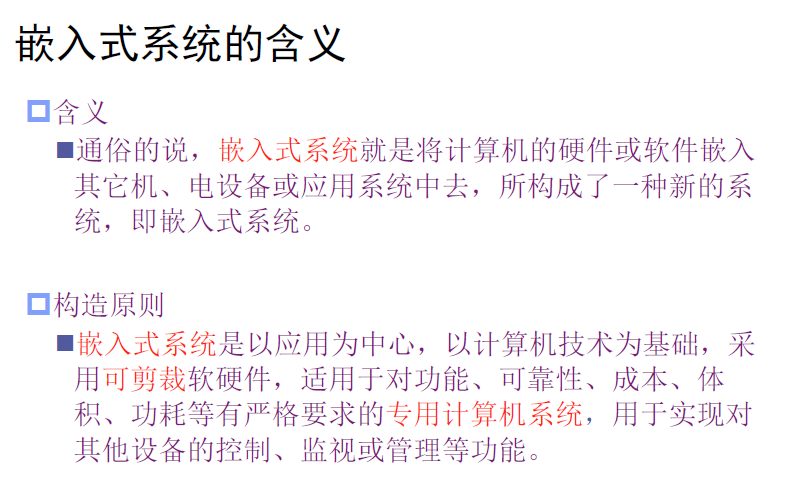 嵌入式系统的含义
含义
通俗的说，嵌入式系统就是将计算机的硬件或软件嵌入
其它机、电设备或应用系统中去，所构成了一种新的系
统，即嵌入式系统。
构造原则
嵌入式系统是以应用为中心，以计算机技术为基础，采
用可剪裁软硬件，适用于对功能、可靠性、成本、体
积、功耗等有严格要求的专用计算机系统，用于实现对
其他设备的控制、监视或管理等功能。